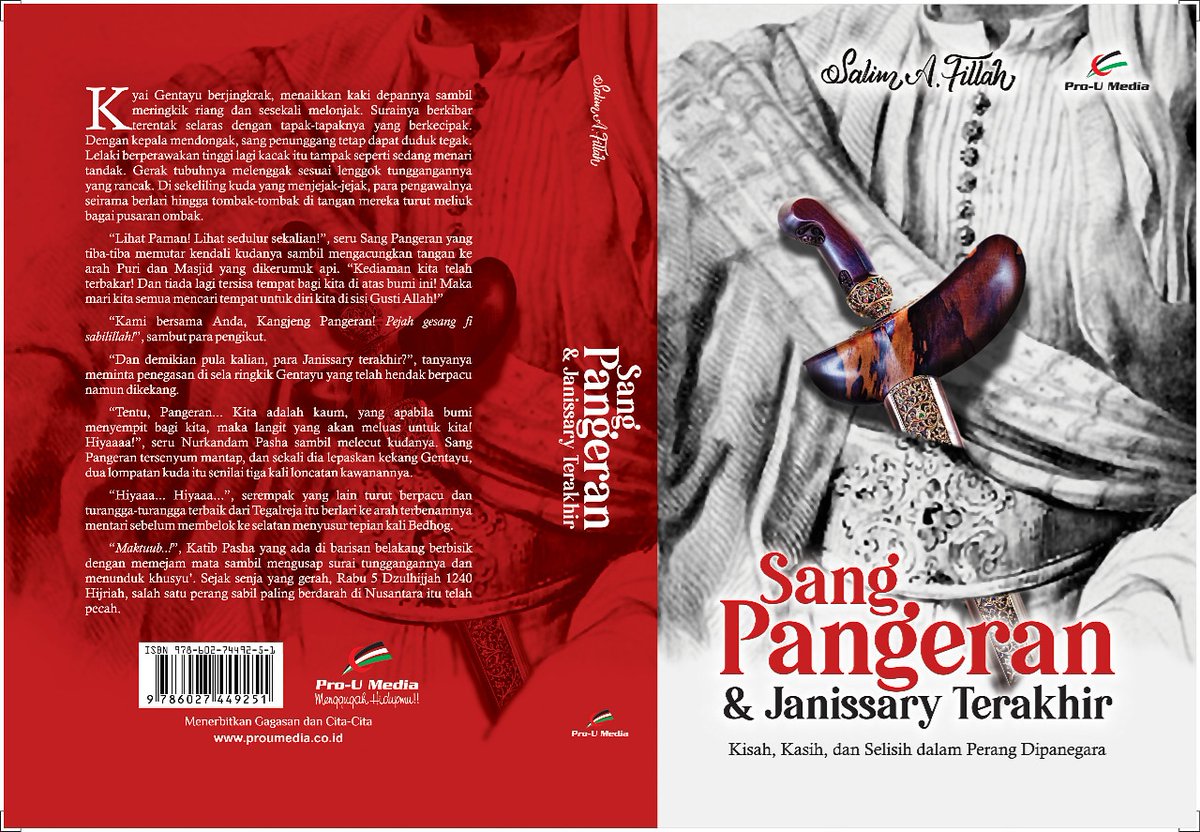 Kyai Gentayu berjingkrak, menaikkan kaki depannya sambil
meringkik riang dan sesekali melonjak. Surainya berkibar
terentak selaras dengan tapak-tapaknya yang berkecipak.
Dengan kepala mendongak, sang penunggang tetap dapat duduk tegak.
Lelaki berperawakan tinggi lagi kacak itu tampak seperti sedang menari
tandak. Gerak tubuhnya melenggak sesuai lenggok tunggangannya
yang rancak. Di sekeliling kuda yang menjejak-jejak, para pengawalnya
seirama berlari hingga tombak-tombak di tangan mereka turut meliuk
bagai pusaran ombak.
“Lihat Paman! Lihat sedulur sekalian!”, seru Sang Pangeran yang
tiba-tiba memutar kendali kudanya sambil mengacungkan tangan ke
arah Puri dan Masjid yang dikerumuk api. “Kediaman kita telah
terbakar! Dan tiada lagi tersisa tempat bagi kita di atas bumi ini! Maka
mari kita semua mencari tempat untuk diri kita di sisi Gusti Allah!”
“Kami bersama Anda, Kangjeng Pangeran! Pejah gesang fi
sabilillah!”, sambut para pengikut.
“Dan demikian pula kalian, para Janissary terakhir?”, tanyanya
meminta penegasan di sela ringkik Gentayu yang telah hendak berpacu
namun dikekang.
“Tentu, Pangeran... Kita adalah kaum, yang apabila bumi
menyempit bagi kita, maka langit yang akan meluas untuk kita!
Hiyaaaa!”, seru Nurkandam Pasha sambil melecut kudanya. Sang
Pangeran tersenyum mantap, dan sekali dia lepaskan kekang Gentayu,
dua lompatan kuda itu senilai tiga kali loncatan kawanannya.
“Hiyaaa... Hiyaaa...”, serempak yang lain turut berpacu dan
turangga-turangga terbaik dari Tegalreja itu berlari ke arah terbenamnya
mentari sebelum membelok ke selatan menyusur tepian kali Bedhog.
“Maktuub..!”, Katib Pasha yang ada di barisan belakang berbisik
dengan memejam mata sambil mengusap surai tunggangannya dan
menunduk khusyu’. Sejak senja yang gerah, Rabu 5 Dzulhijjah 1240
Hijriah, salah satu perang sabil paling berdarah di Nusantara itu telah
pecah.
ISBN 978-602-74492-5-1
9 786027 449251
Pro-U Media
Menggugah Hidupmu!!
Menerbitkan Gagasan dan Cita-Cita
www.proumedia.co.id
Salim A. Fillah
Sang
Pangeran
& Janissary Terakhir
Pro-U Media
Salim A. Fillah
Pro-U Media
Sang
Pangeran
& Janissary Terakhir
Kisah, Kasih, dan Selisih dalam Perang Dipanegara